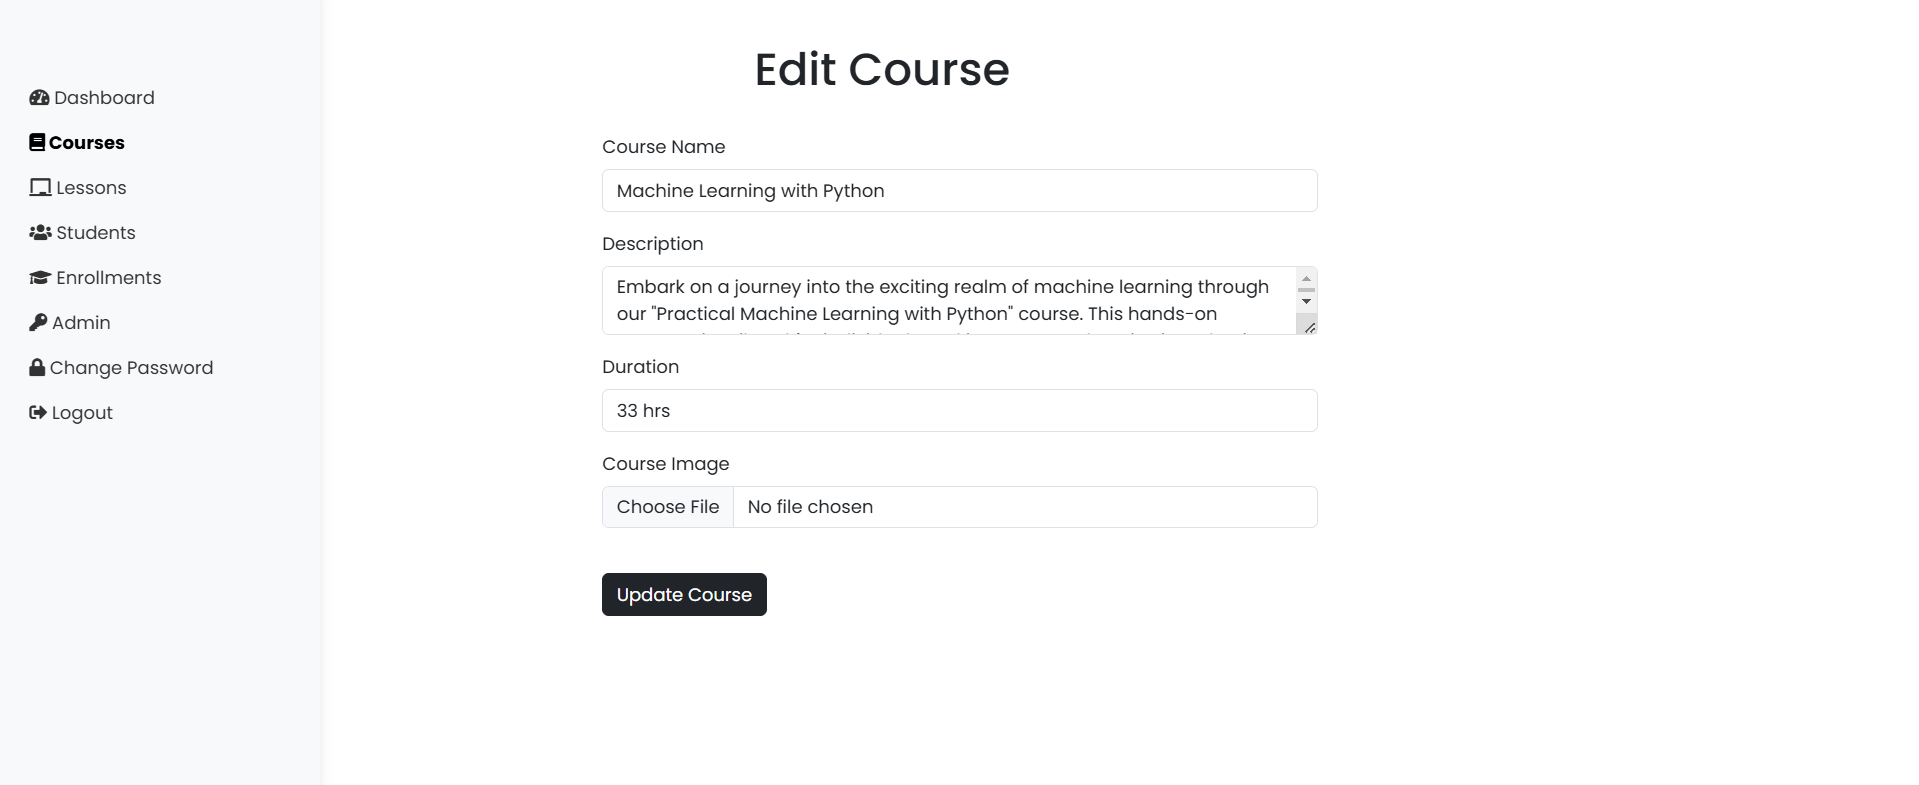 Dashboard
Courses
Lessons
Students
Enrollments
Admin
Change Password
Logout
Edit Course
Course Name
Machine Learning with Python
Description
Embark on a journey into the exciting realm of machine learning through
our "Practical Machine Learning with Python" course. This hands-on
Duration
33 hrs
Course Image
Choose File No file chosen
Update Course